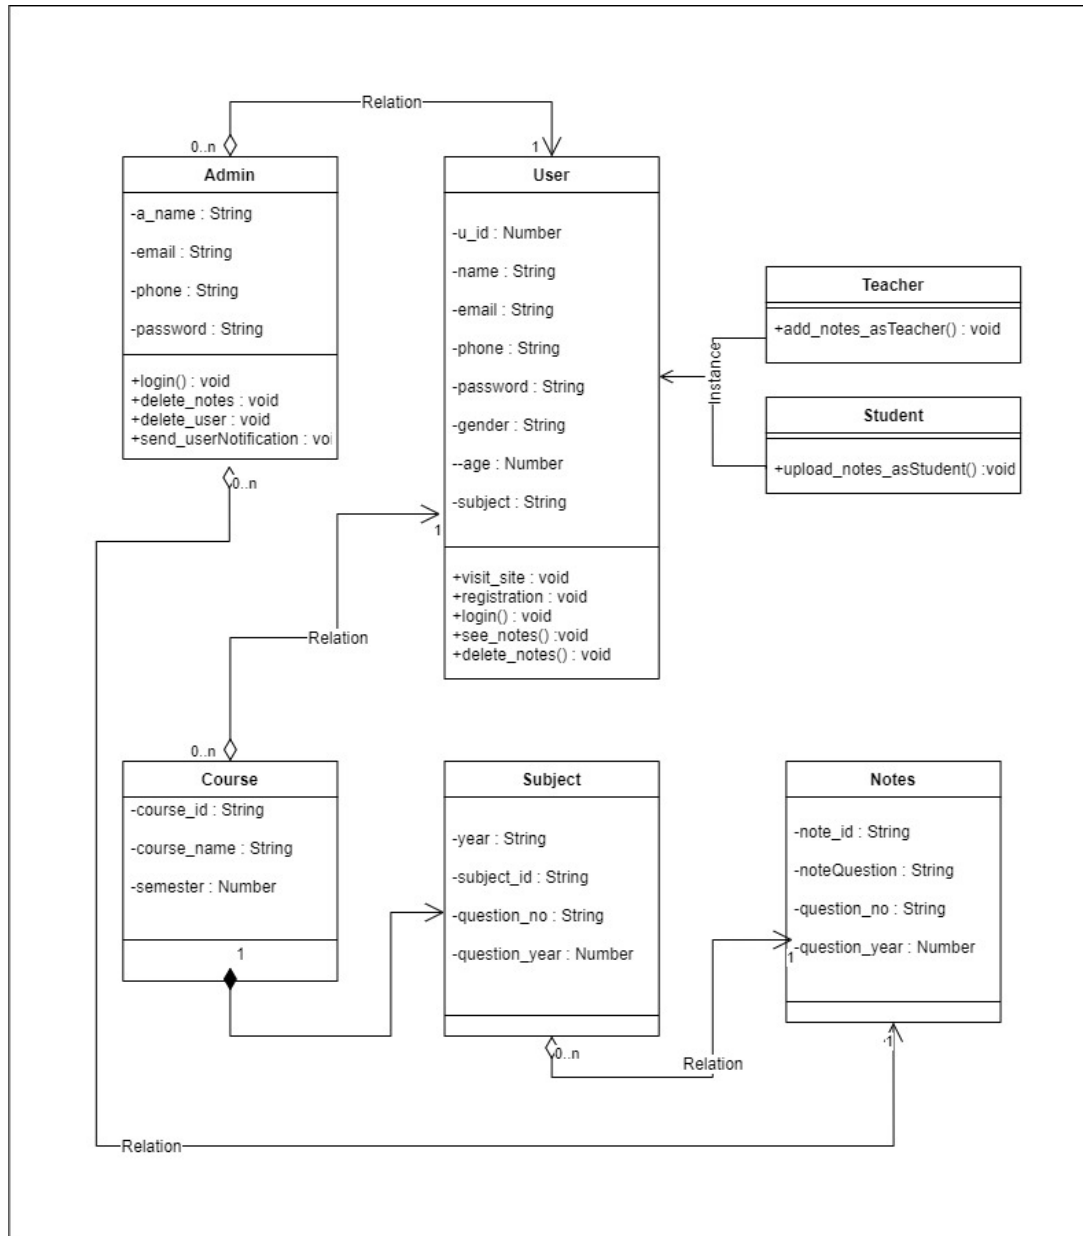 Relation
0..n
1
Admin
-a_name : String
-email : String
-phone : String
-password : String
+login() : void
+delete_notes : void
+delete_user : void
+send_userNotification : voi
0..n
User
-u_id : Number
-name : String
-email : String
-phone : String
-password : String
-gender : String
--age : Number
-subject : String
+visit_site : void
+registration : void
+login() : void
+see_notes() :void
+delete_notes() : void
Teacher
+add_notes_asTeacher() : void
Instance
Student
+upload_notes_asStudent() :void
1
Relation
0..n
Course
-course_id : String
-course_name : String
-semester : Number
1
Subject
-year : String
-subject_id : String
-question_no : String
-question_year : Number
0..n
Relation
Notes
-note_id : String
-noteQuestion : String
-question_no : String
-question_year : Number
1
1
Relation